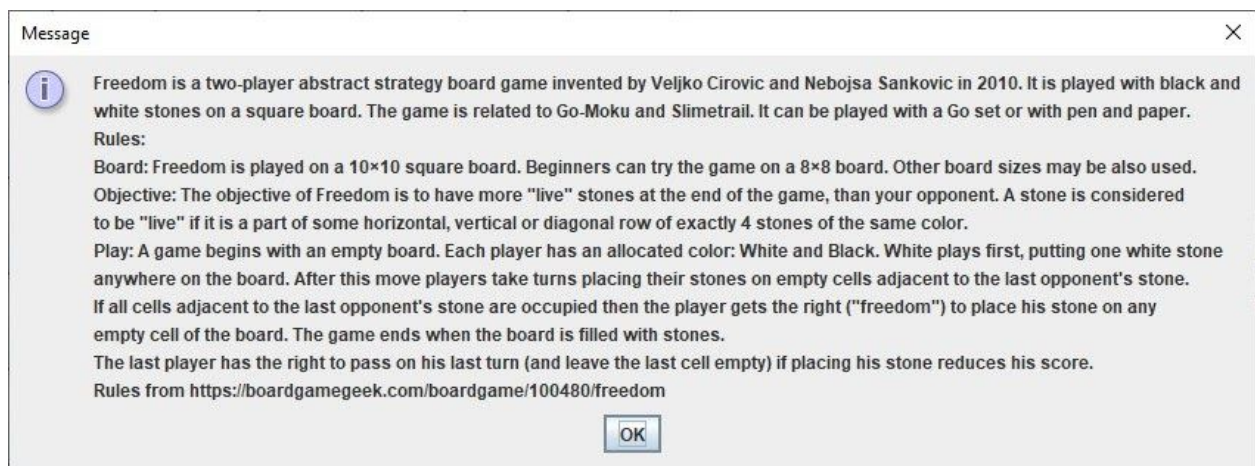 Message
Freedom is a two-player abstract strategy board game invented by Veljko Cirovic and Nebojsa Sankovic in 2010. It is played with black and
white stones on a square board. The game is related to Go-Moku and Slimetrail. It can be played with a Go set or with pen and paper.
Rules:
Board: Freedom is played on a 10×10 square board. Beginners can try the game on a 8×8 board. Other board sizes may be also used.
Objective: The objective of Freedom is to have more "live" stones at the end of the game, than your opponent. A stone is considered
to be "live" if it is a part of some horizontal, vertical or diagonal row of exactly 4 stones of the same color.
Play: A game begins with an empty board. Each player has an allocated color: White and Black. White plays first, putting one white stone
anywhere on the board. After this move players take turns placing their stones on empty cells adjacent to the last opponent's stone.
If all cells adjacent to the last opponent's stone are occupied then the player gets the right ("freedom") to place his stone on any
empty cell of the board. The game ends when the board is filled with stones.
The last player has the right to pass on his last turn (and leave the last cell empty) if placing his stone reduces his score.
Rules from https://boardgamegeek.com/boardgame/100480/freedom
OK